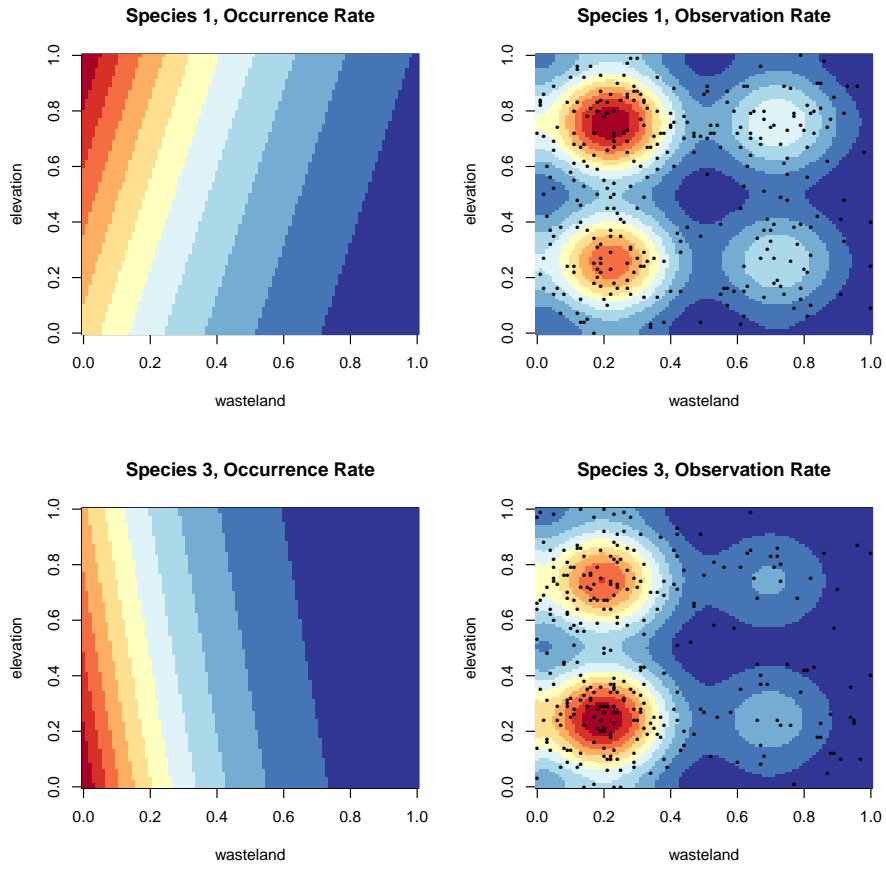 Species 1, Occurrence Rate
Species 1, Observation Rate
elevation
0.0 0.2 0.4 0.6 0.8 1.0
0.0 0.2 0.4 0.6 0.8 1.0
wasteland
elevation
0.0 0.2 0.4 0.6 0.8 1.0
0.0 0.2 0.4 0.6 0.8 1.0
wasteland
Species 3, Occurrence Rate
Species 3, Observation Rate
elevation
0.0 0.2 0.4 0.6 0.8 1.0
0.0 0.2 0.4 0.6 0.8 1.0
wasteland
elevation
0.0 0.2 0.4 0.6 0.8 1.0
0.0 0.2 0.4 0.6 0.8 1.0
wasteland